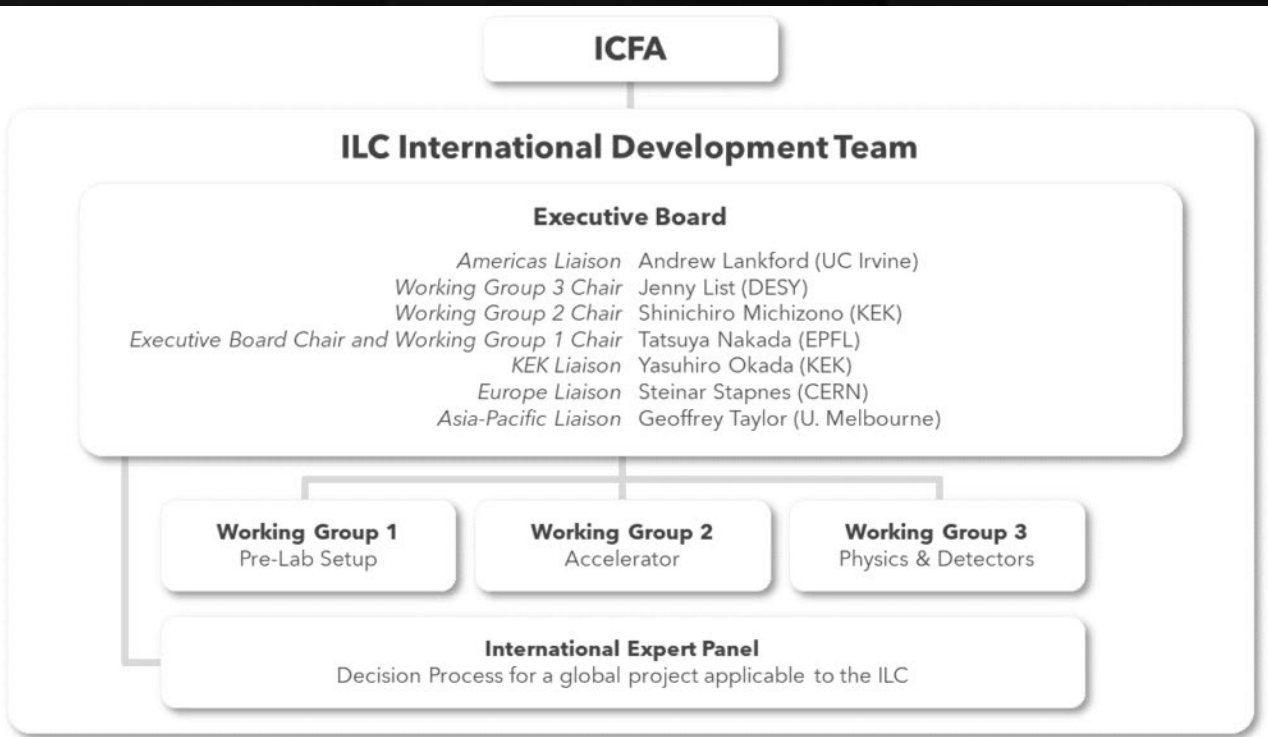 ICFA
ILC International Development Team
Executive Board
Americas Liaison Andrew Lankford (UC Irvine)
Working Group 3 Chair Jenny List (DESY)
Working Group 2 Chair Shinichiro Michizono (KEK)
Executive Board Chair and Working Group 1 Chair Tatsuya Nakada (EPFL)
KEK Liaison Yasuhiro Okada (KEK)
Europe Liaison Steinar Stapnes (CERN)
Asia-Pacific Liaison Geoffrey Taylor (U. Melbourne)
Working Group 1
Pre-Lab Setup
Working Group 2
Accelerator
Working Group 3
Physics & Detectors
International Expert Panel
Decision Process for a global project applicable to the ILC